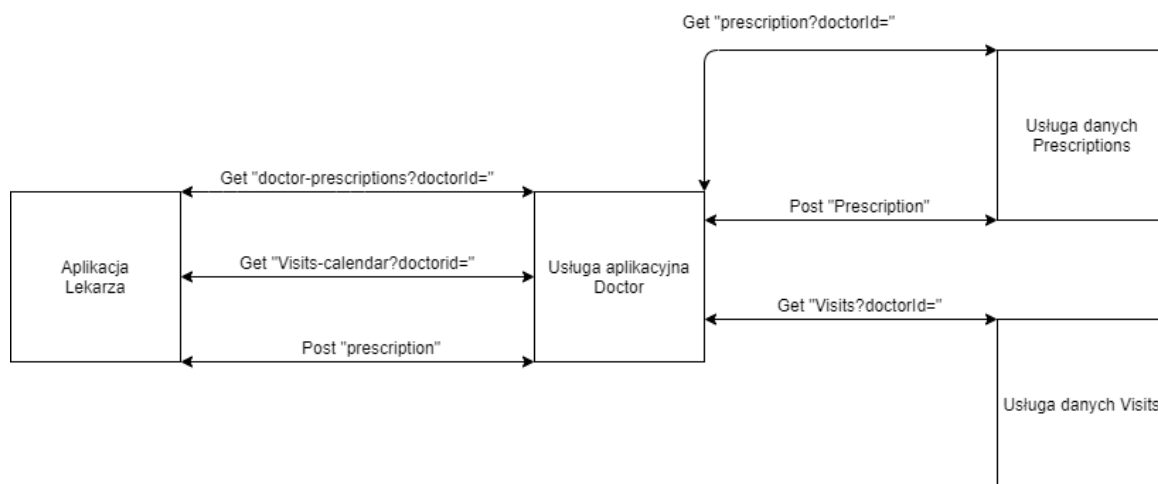 Get "prescription?doctorId="
Usługa danych
Prescriptions
Get "doctor-prescriptions?doctorId="
Post "Prescription"
Aplikacja
Lekarza
Get "Visits-calendar?doctorid="
Usługa aplikacyjna
Doctor
Get "Visits?doctorId="
Post "prescription"
Usługa danych Visits